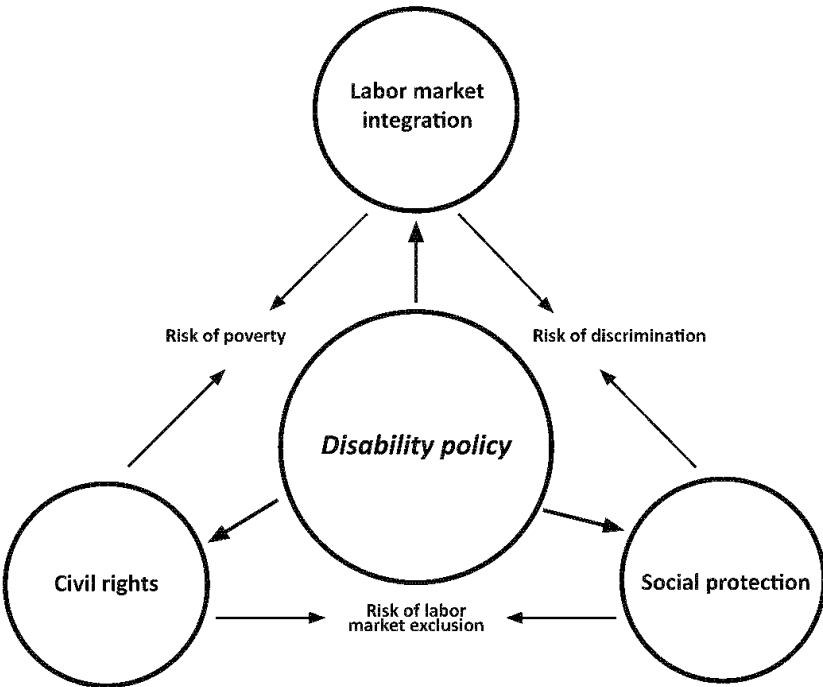 Labor market
integration
Risk of poverty
Risk of discrimination
Disability policy
Civil rights
Social protection
Risk of labor
market exclusion